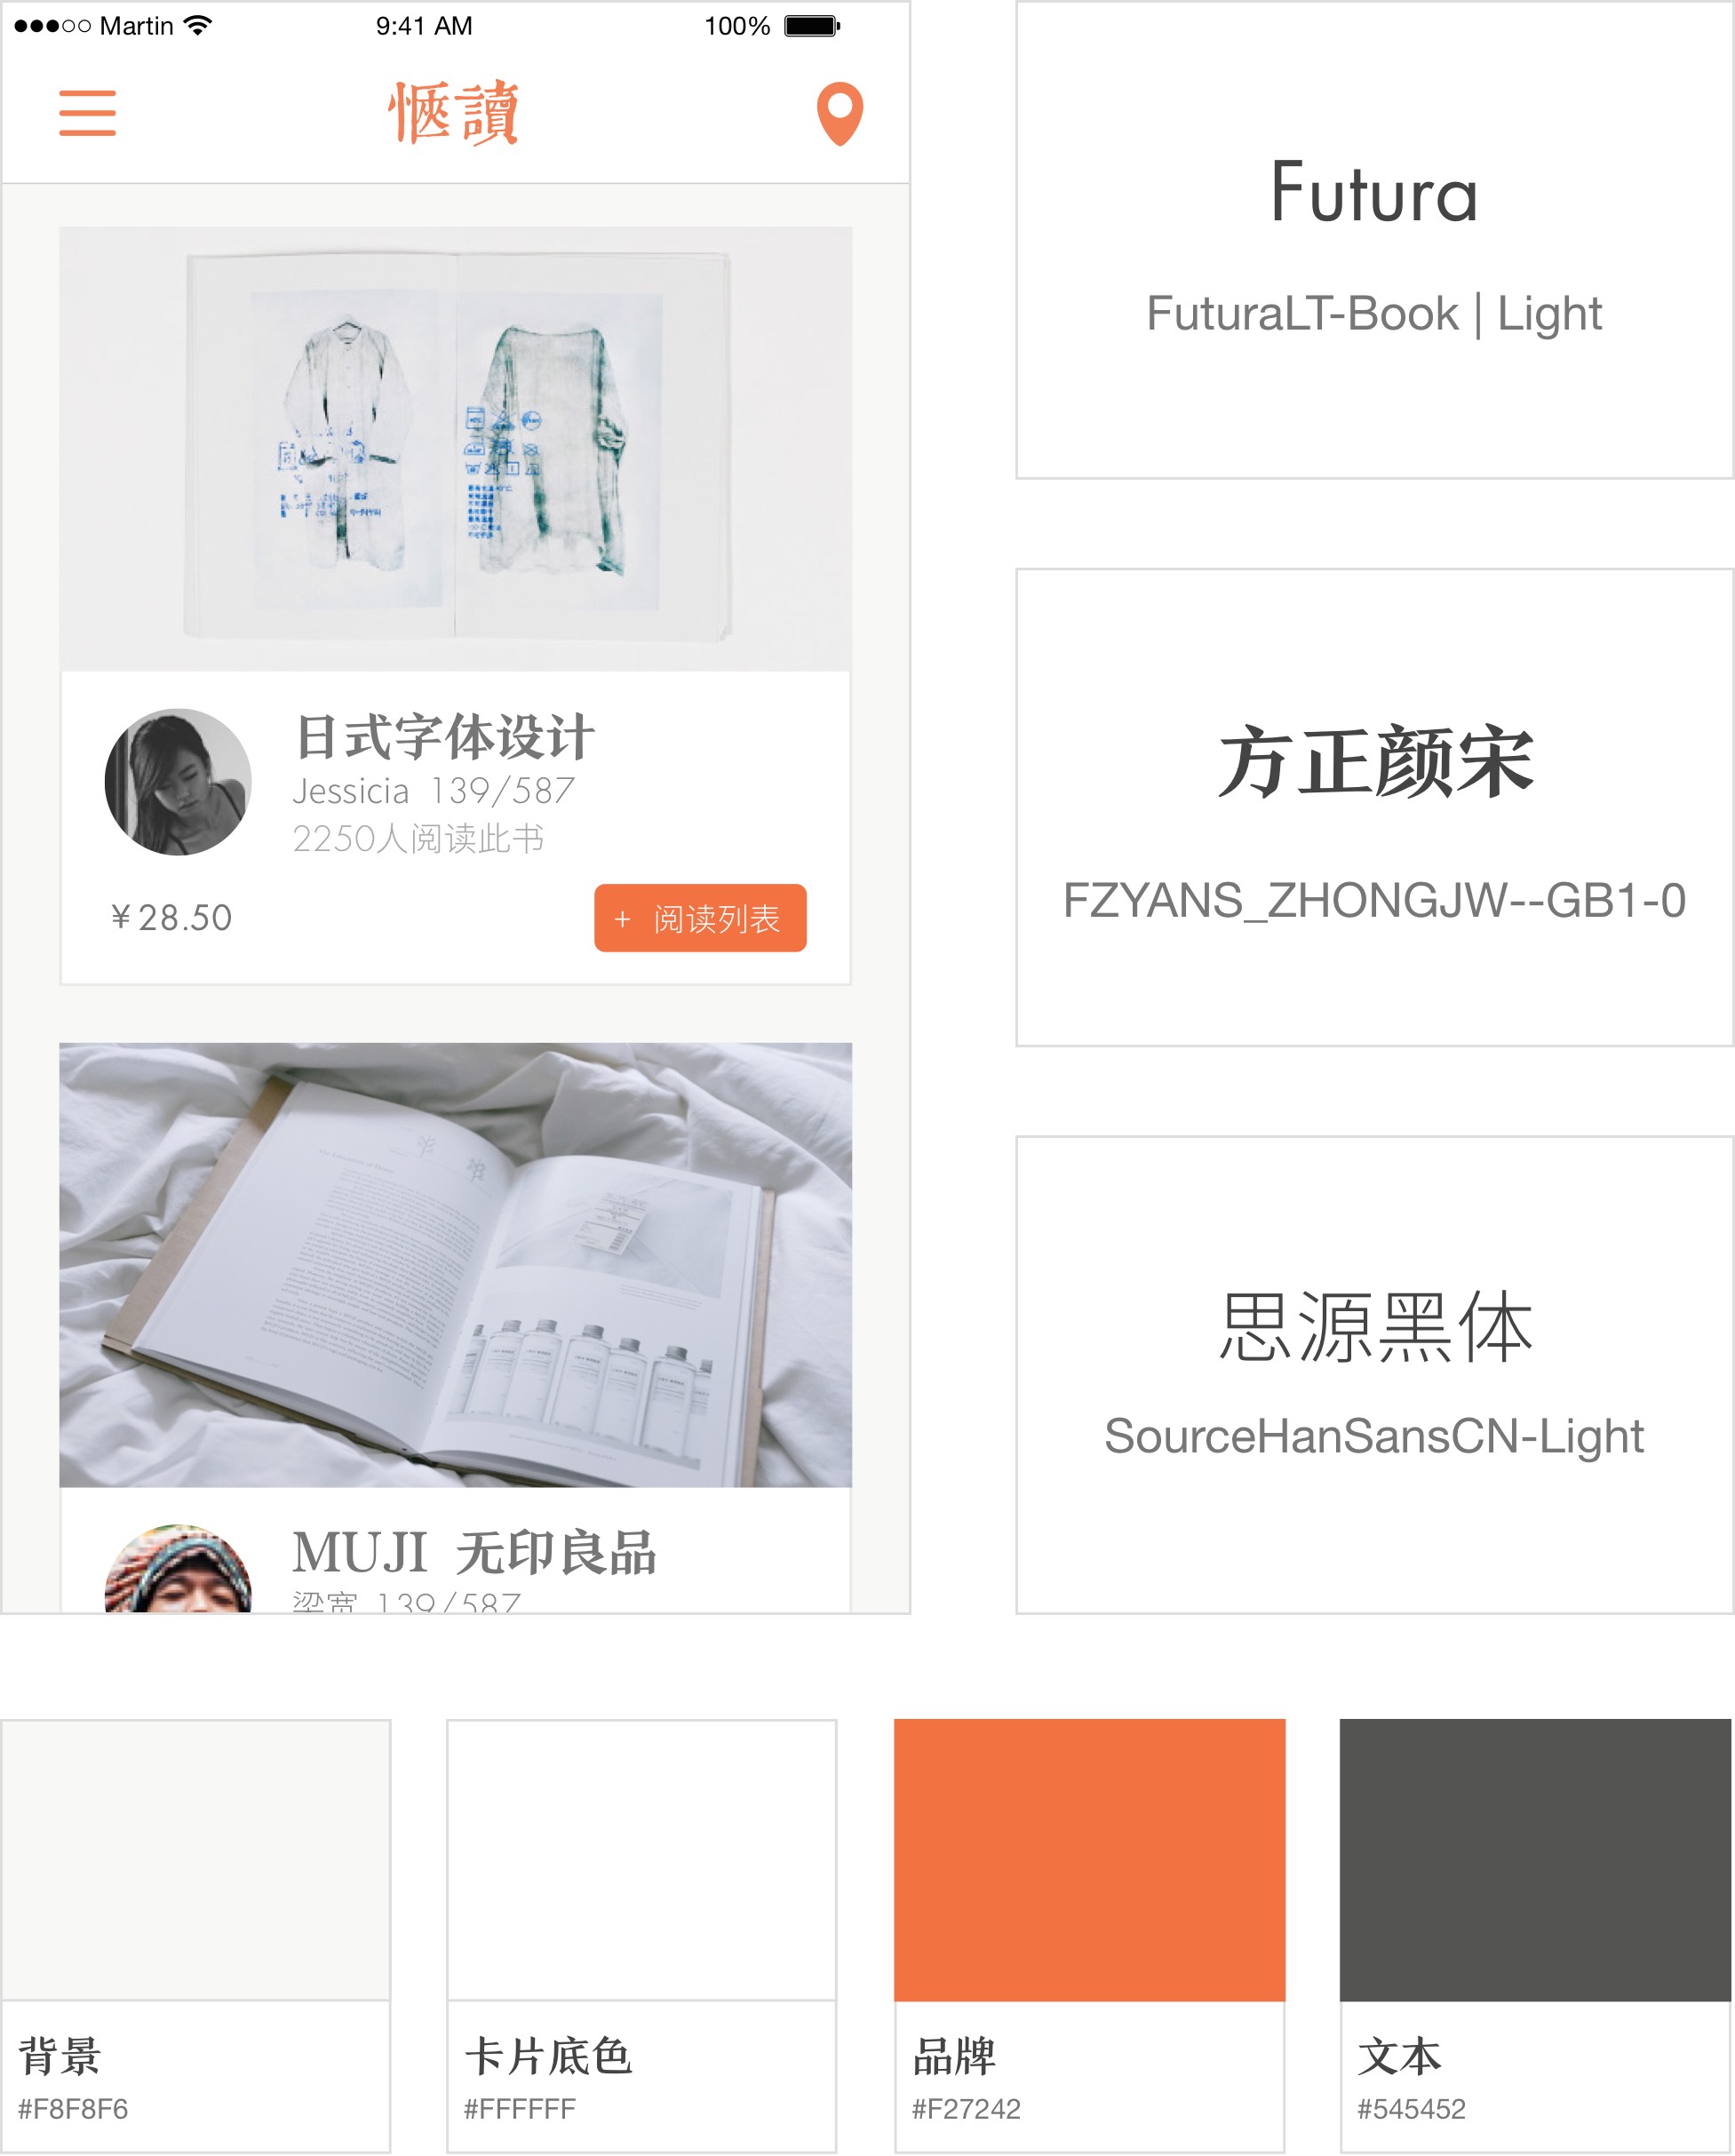 Martin 9:41 AM 100%
愜讀
日式字体设计
Jessicia 139/587
2250人阅读此书
¥28.50
+ 阅读列表
MUJI 无印良品
梁宽 139/587
Futura
FuturaLT-Book | Light
方正颜宋
FZYANS_ZHONGJW--GB1-0
思源黑体
SourceHanSansCN-Light
背景
#F8F8F6
卡片底色
#FFFFFF
品牌
#F27242
文本
#545452